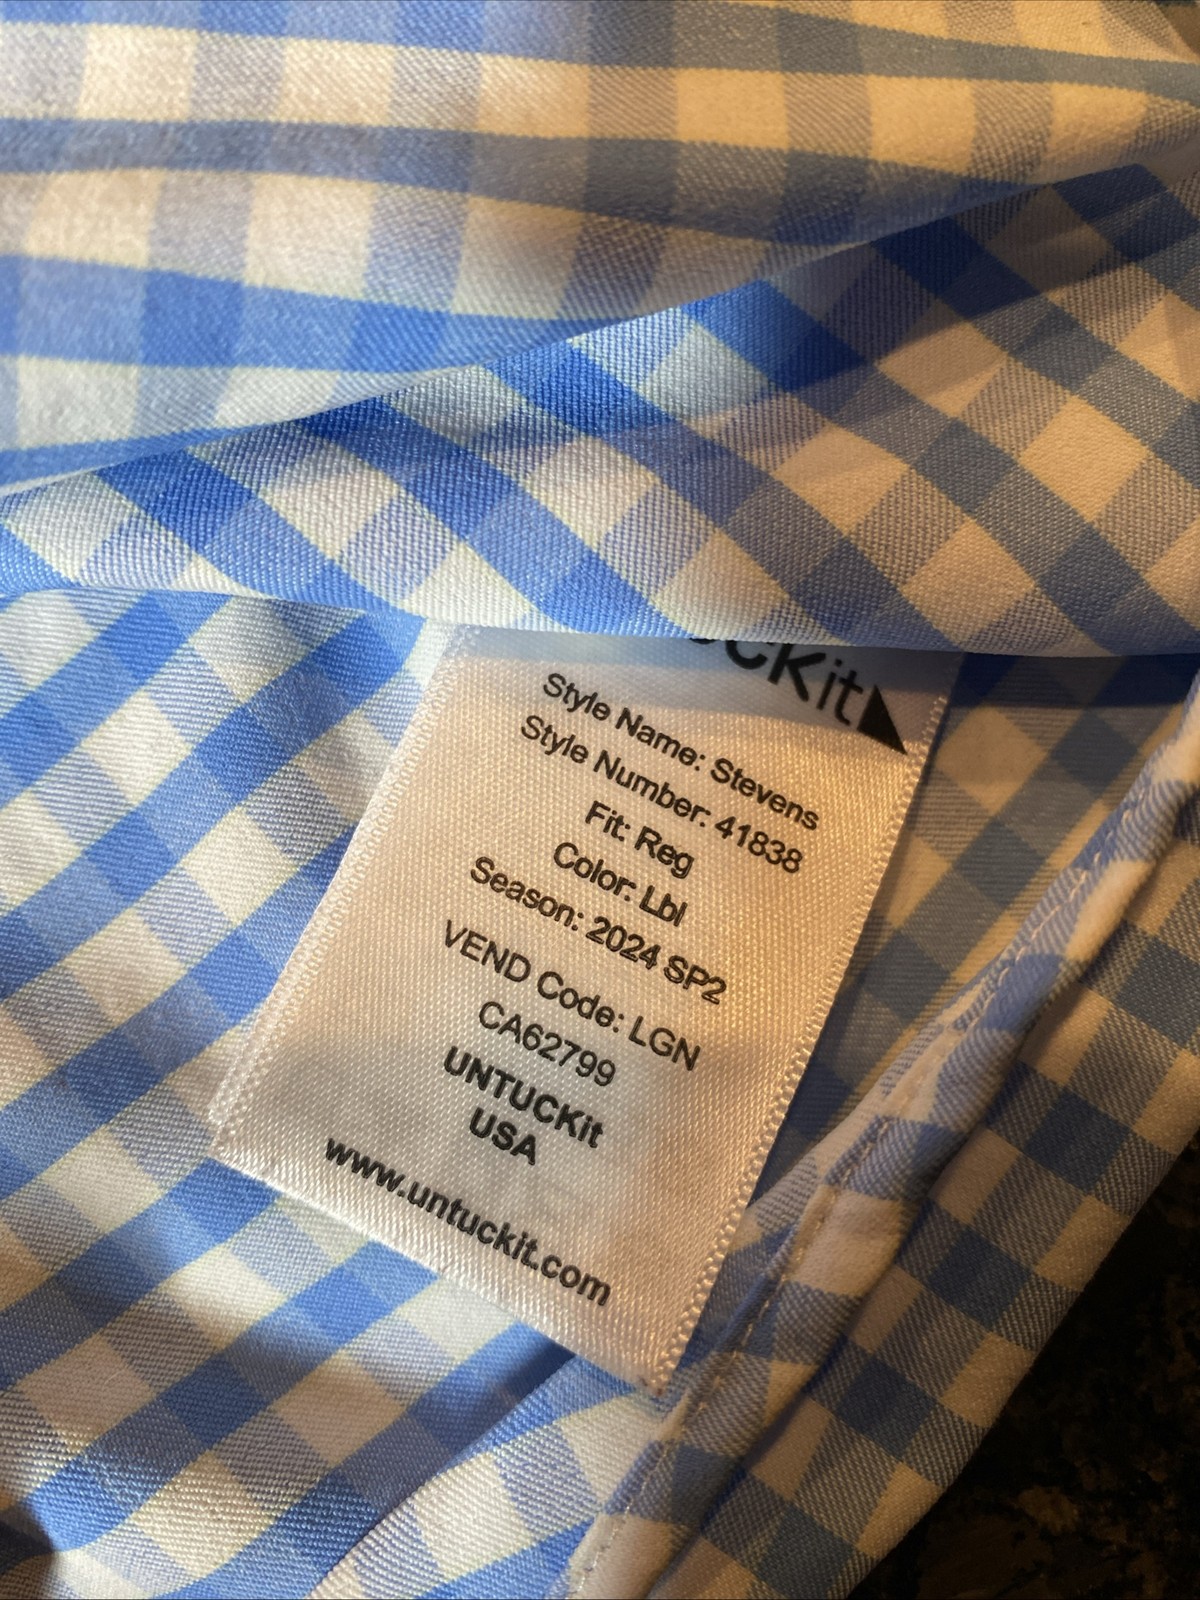 Style Name: Stevens
Style Number: 41838
Fit: Reg
Color: Lbl
Season: 2024 SP2
VEND Code: LGN
CA62799
UNTUCKit
USA
www.untuckit.com